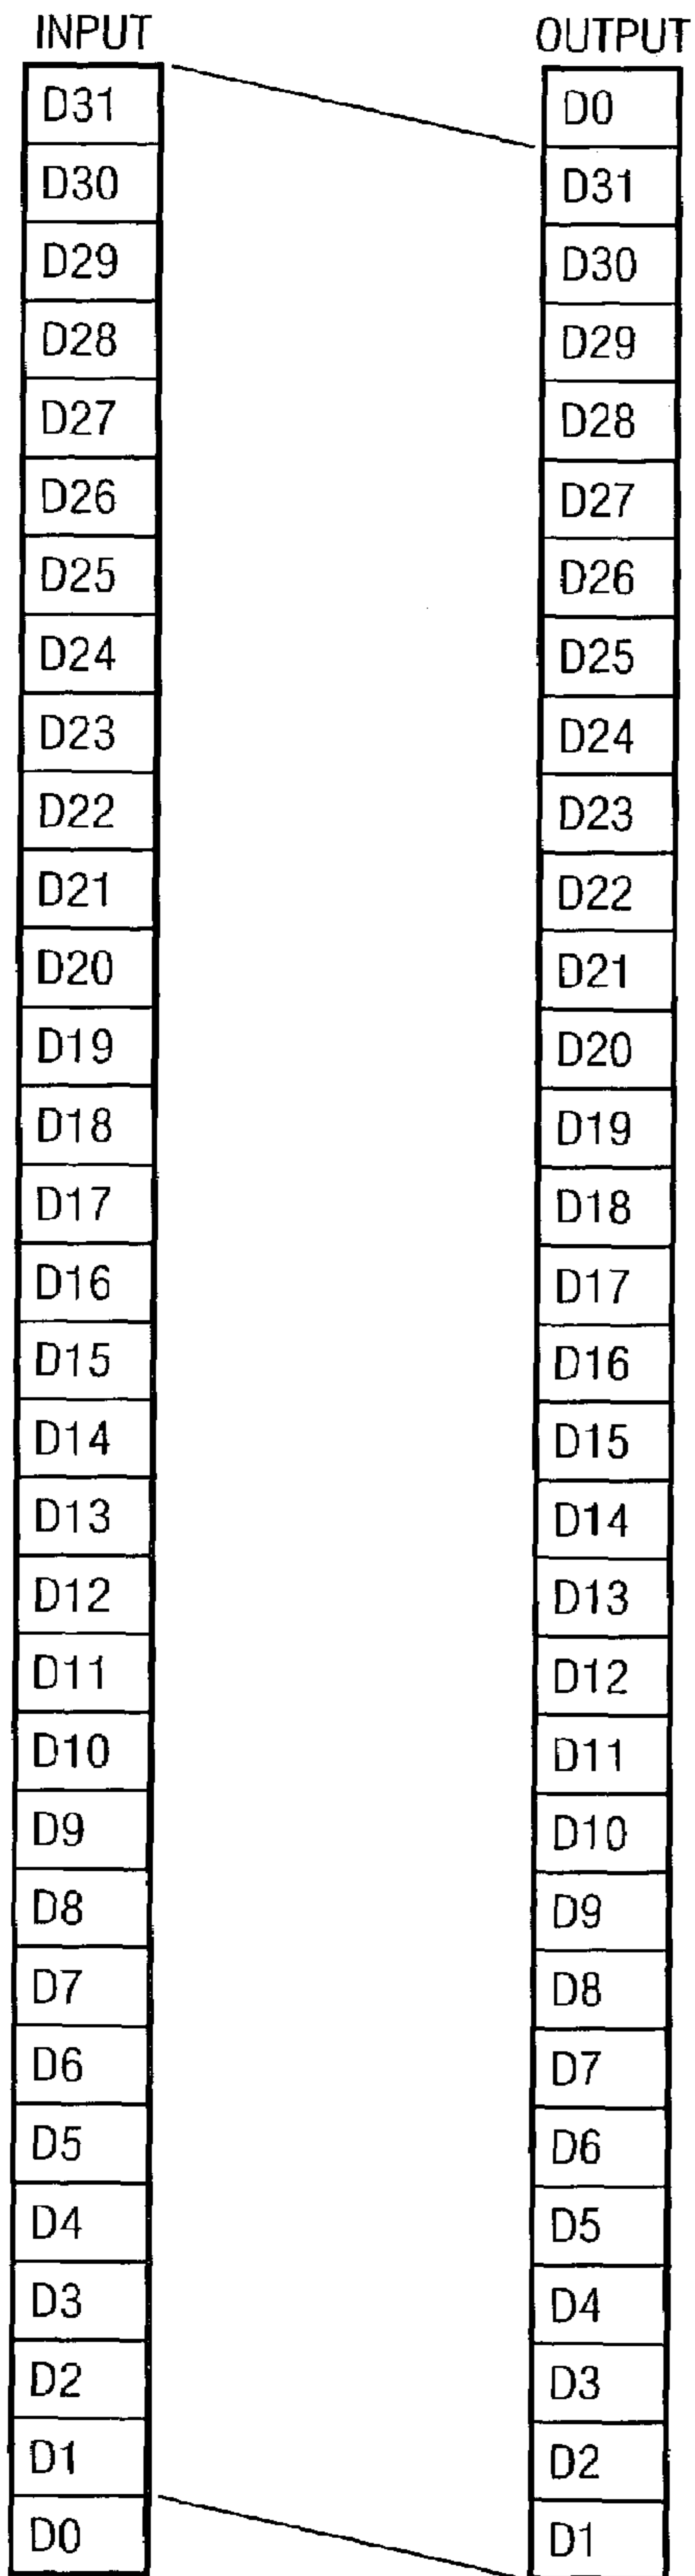 INPUT OUTPUT
D31 D0
D30 D31
D29 D30
D28 D29
D27 D28
D26 D27
D25 D26
D24 D25
D23 D24
D22 D23
D21 D22
D20 D21
D19 D20
D18 D19
D17 D18
D16 D17
D15 D16
D14 D15
D13 D14
D12 D13
D11 D12
D10 D11
D9 D10
D8 D9
D7 D8
D6 D7
D5 D6
D4 D5
D3 D4
D2 D3
D1 D2
D0 D1